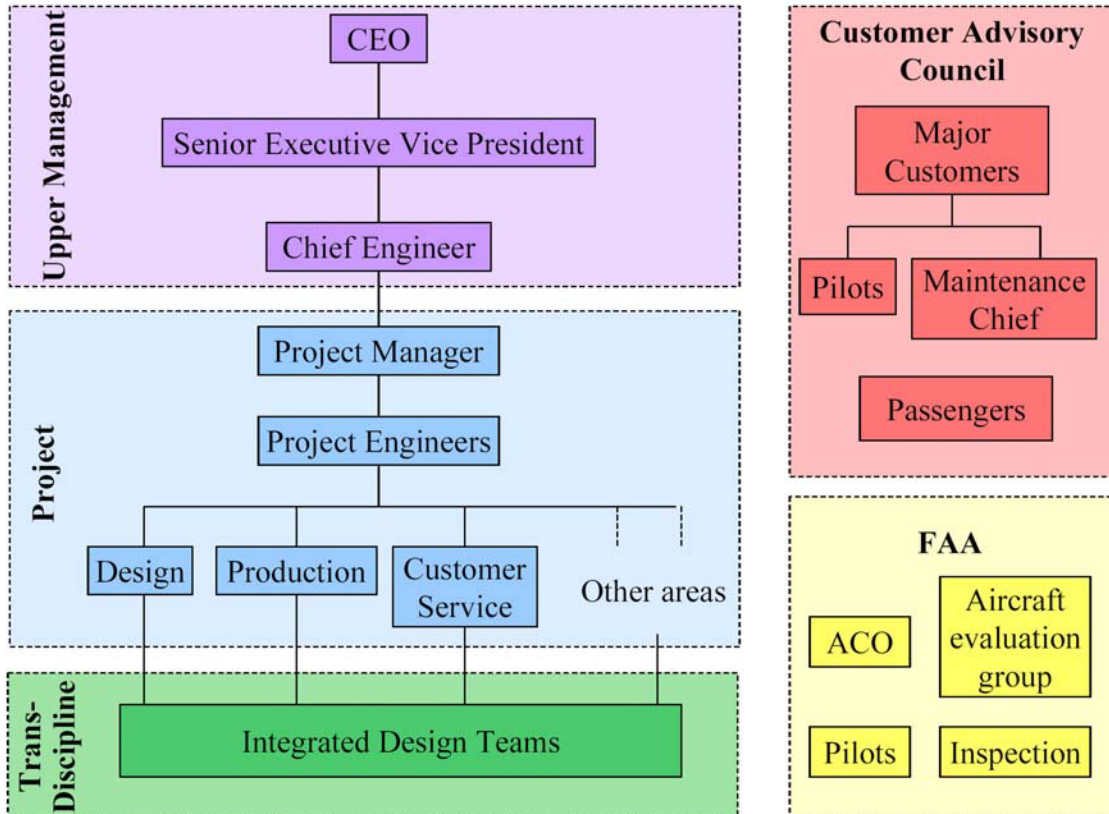 Upper Management
CEO
Senior Executive Vice President
Chief Engineer
Project
Project Manager
Project Engineers
Design
Production
Customer
Service
Other areas
Trans-
Discipline
Integrated Design Teams
Customer Advisory
Council
Major
Customers
Pilots
Maintenance
Chief
Passengers
FAA
ACO
Aircraft
evaluation
group
Pilots
Inspection